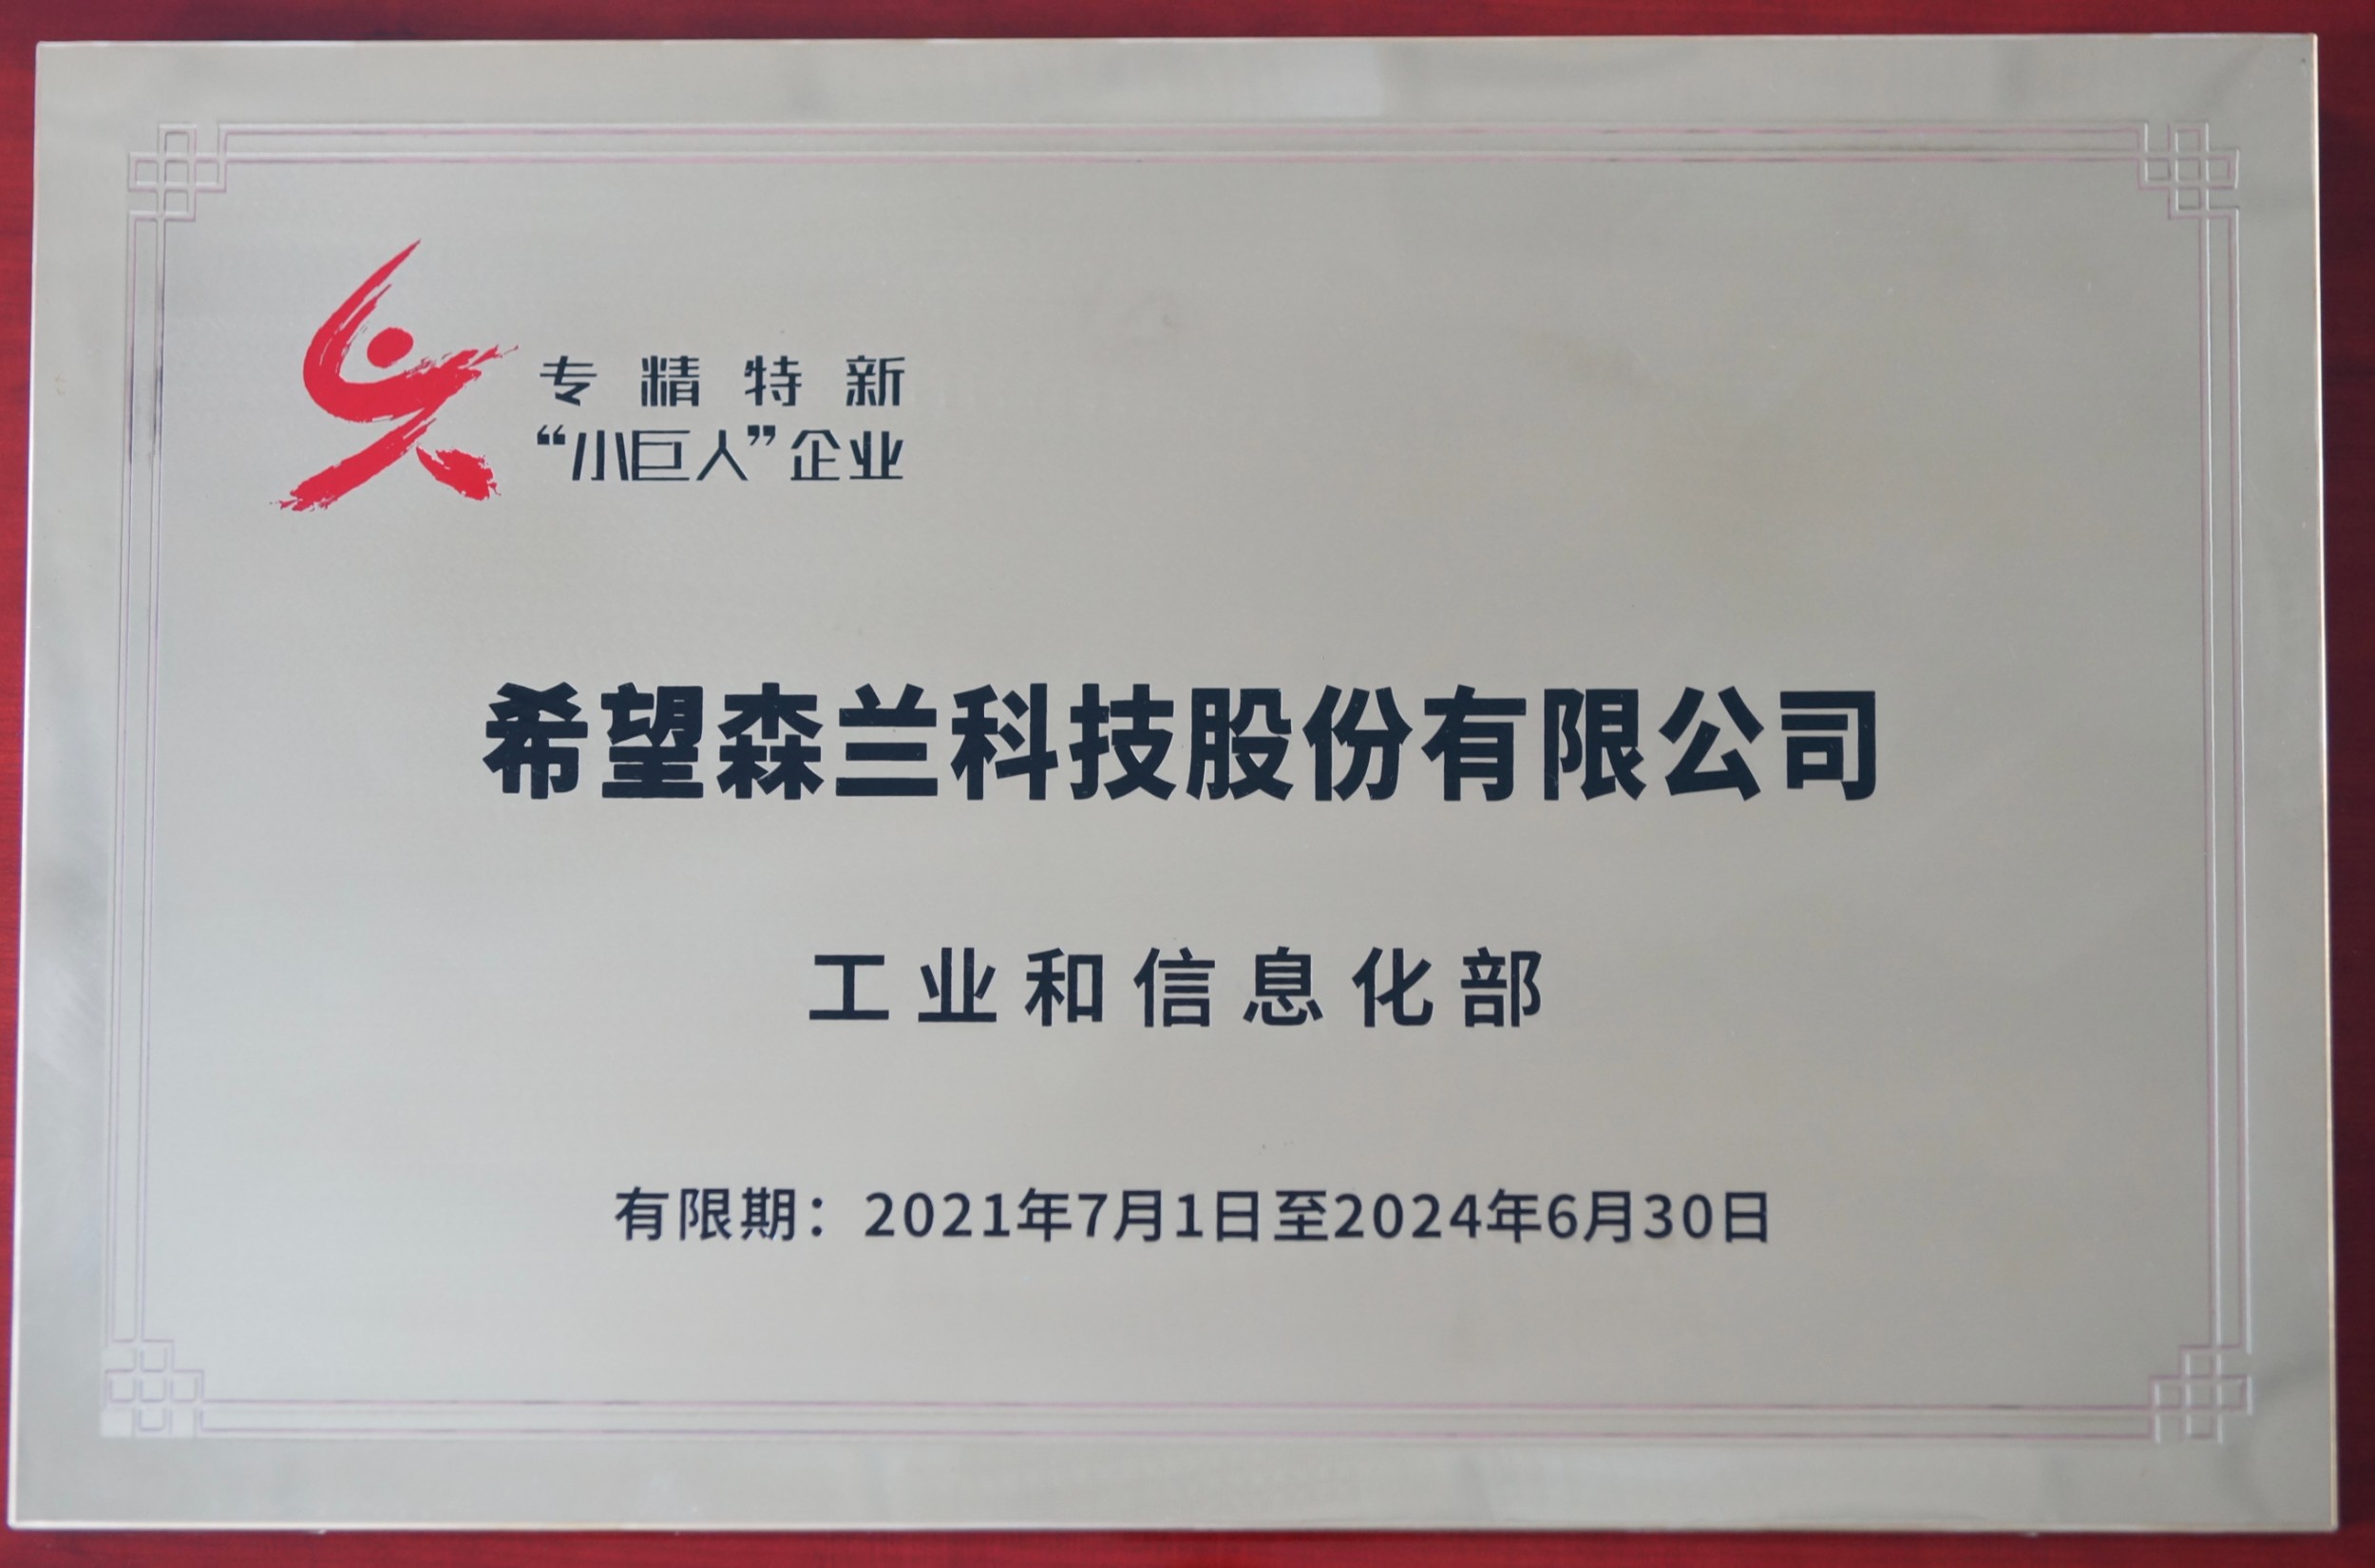 专精特新
“小巨人”企业
希望森兰科技股份有限公司
工业和信息化部
有限期：2021年7月1日至2024年6月30日